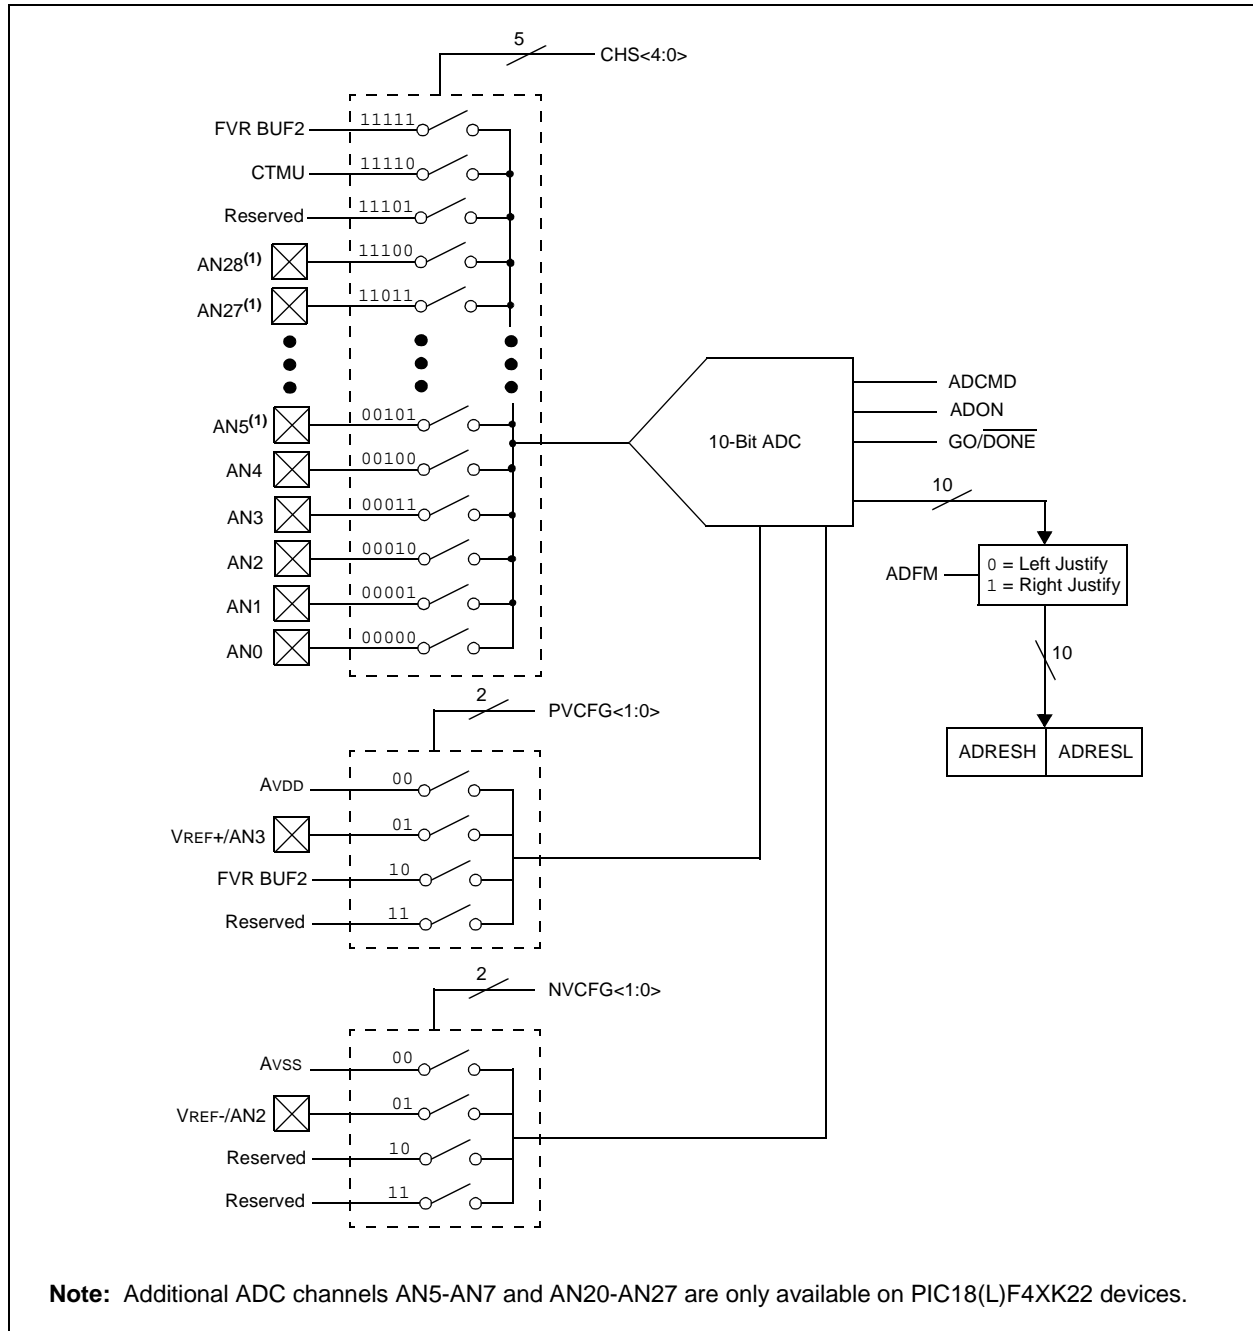 5
CHS<4:0>
FVR BUF2 11111
CTMU 11110
Reserved 11101
AN28(1) 11100
AN27(1) 11011
AN5(1) 00101
AN4 00100
AN3 00011
AN2 00010
AN1 00001
AN0 00000
10-Bit ADC
ADCMD
ADON
GO/DONE
10
ADFM
0 = Left Justify
1 = Right Justify
10
ADRESH ADRESL
2
PVCFG<1:0>
AVDD 00
VREF+/AN3 01
FVR BUF2 10
Reserved 11
2
NVCFG<1:0>
AVSS 00
VREF-/AN2 01
Reserved 10
Reserved 11
Note: Additional ADC channels AN5-AN7 and AN20-AN27 are only available on PIC18(L)F4XK22 devices.